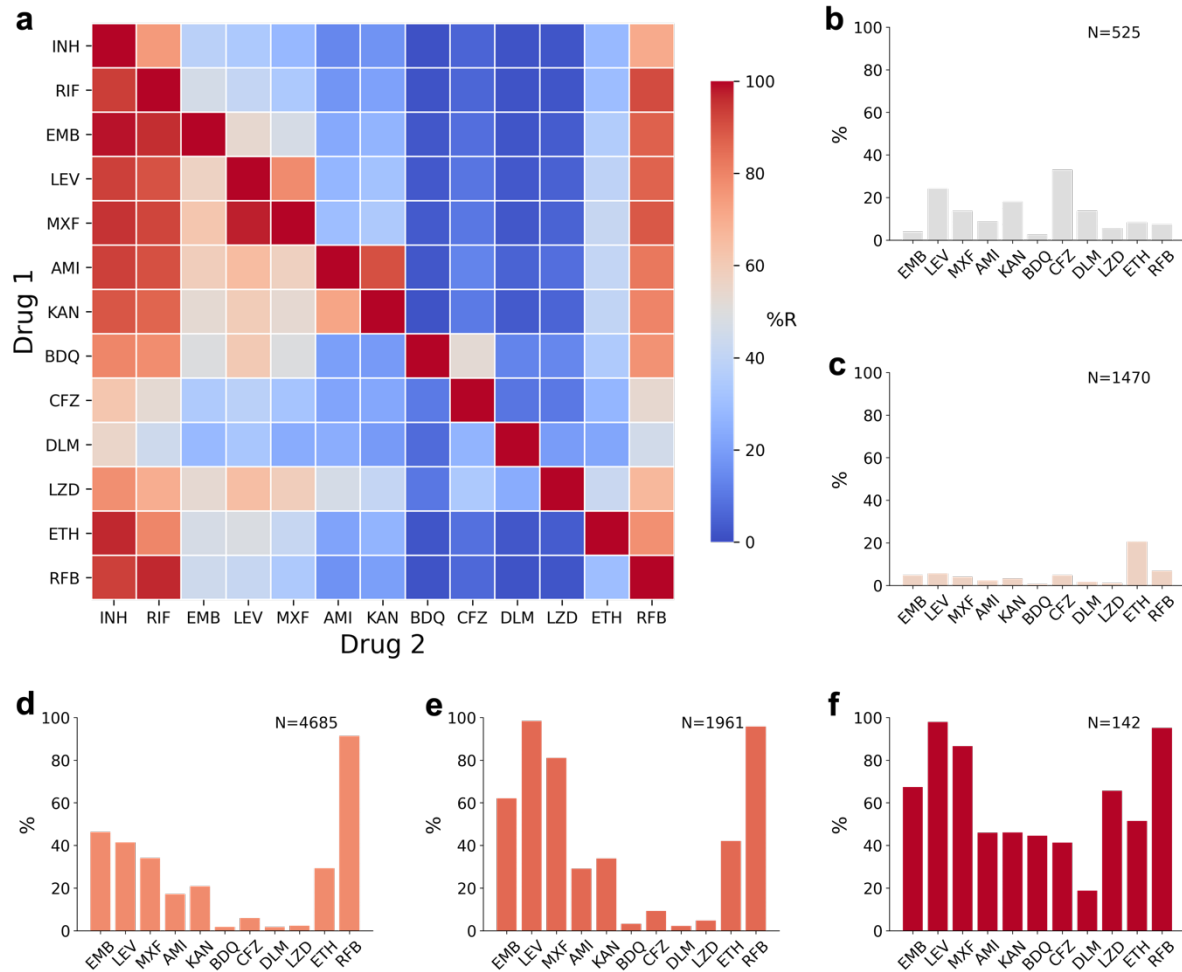 a
INH
RIF
EMB
LEV
MXF
AMI
KAN
BDQ
CFZ
DLM
LZD
ETH
RFB
Drug 1
INH RIF EMB LEV MXF AMI KAN BDQ CFZ DLM LZD ETH RFB
Drug 2
100
80
60
40
20
0
%R
b
N=525
100
80
60
40
20
0
%
EMB LEV MXF AMI KAN BDQ CFZ DLM LZD ETH RFB
c
N=1470
100
80
60
40
20
0
%
EMB LEV MXF AMI KAN BDQ CFZ DLM LZD ETH RFB
d
N=4685
100
80
60
40
20
0
%
EMB LEV MXF AMI KAN BDQ CFZ DLM LZD ETH RFB
e
N=1961
100
80
60
40
20
0
%
EMB LEV MXF AMI KAN BDQ CFZ DLM LZD ETH RFB
f
N=142
100
80
60
40
20
0
%
EMB LEV MXF AMI KAN BDQ CFZ DLM LZD ETH RFB